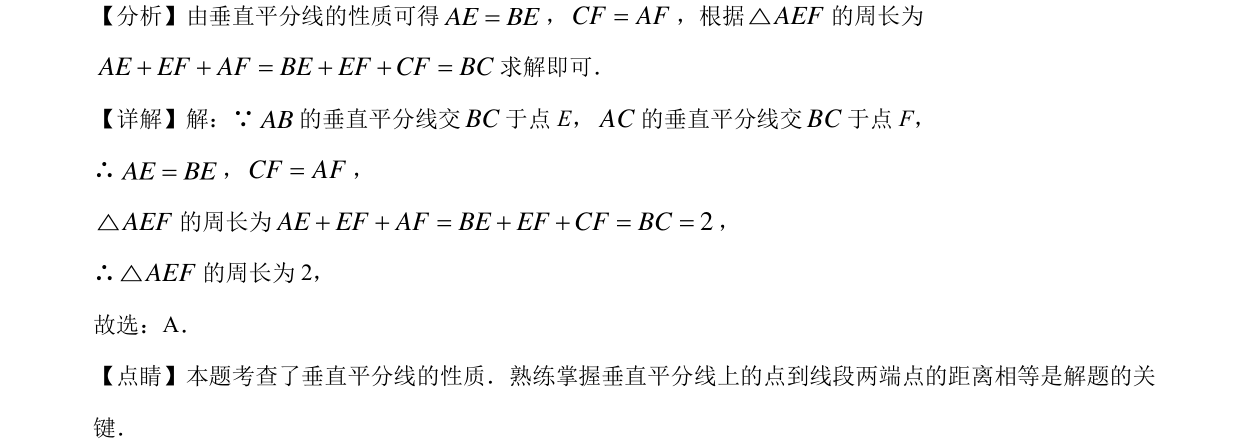 【分析】由垂直平分线的性质可得 AE = BE，CF = AF，根据△AEF 的周长为
AE + EF + AF = BE + EF + CF = BC 求解即可．
【详解】解：∵ AB 的垂直平分线交 BC 于点 E，AC 的垂直平分线交 BC 于点 F，
∴ AE = BE，CF = AF，
△AEF 的周长为 AE + EF + AF = BE + EF + CF = BC = 2，
∴△AEF 的周长为 2，
故选：A．
【点睛】本题考查了垂直平分线的性质．熟练掌握垂直平分线上的点到线段两端点的距离相等是解题的关
键．